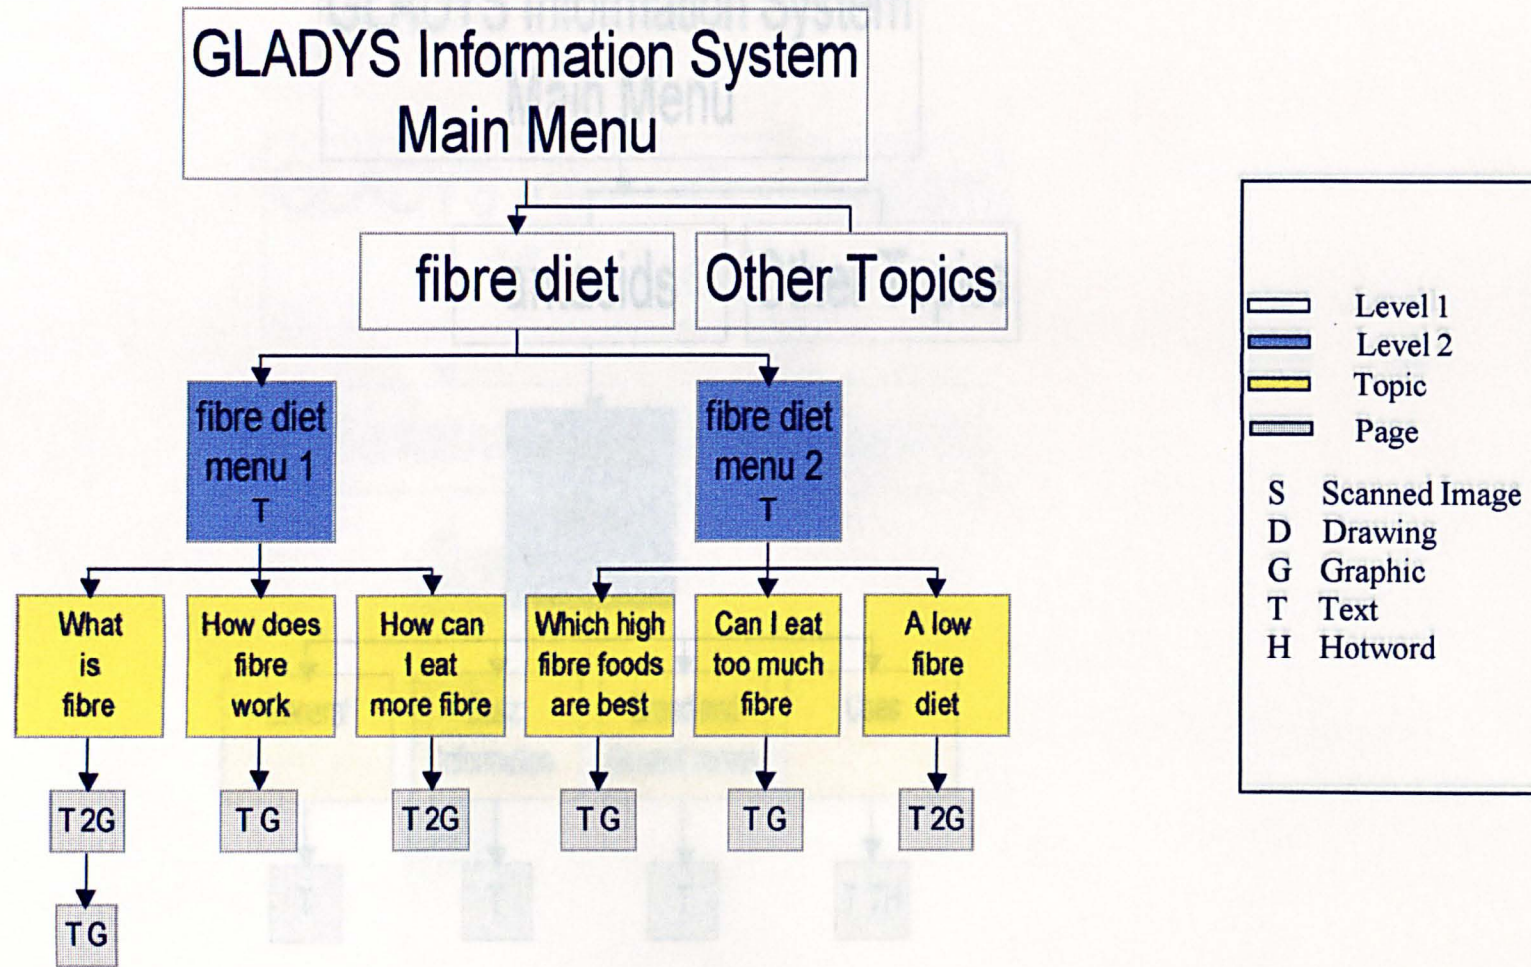 GLADYS Information System
Main Menu
fibre diet
Other Topics
fibre diet
menu 1
T
fibre diet
menu 2
T
What
is
fibre
How does
fibre
work
How can
I eat
more fibre
Which high
fibre foods
are best
Can I eat
too much
fibre
A low
fibre
diet
T2G
TG
T2G
TG
TG
T2G
TG
Level 1
Level 2
Topic
Page
S Scanned Image
D Drawing
G Graphic
T Text
H Hotword